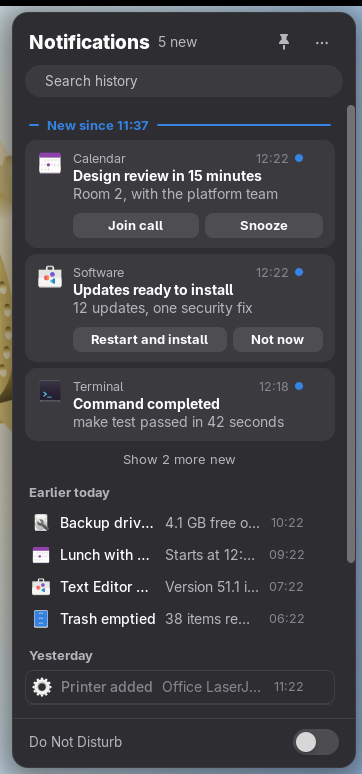 Notifications 5 new
Search history
New since 11:37
Calendar 12:22
Design review in 15 minutes
Room 2, with the platform team
Join call Snooze
Software 12:22
Updates ready to install
12 updates, one security fix
Restart and install Not now
Terminal 12:18
Command completed
make test passed in 42 seconds
Show 2 more new
Earlier today
Backup driv... 4.1 GB free o... 10:22
Lunch with ... Starts at 12:... 09:22
Text Editor ... Version 51.1 i... 07:22
Trash emptied 38 items re... 06:22
Yesterday
Printer added Office LaserJ... 11:22
Do Not Disturb